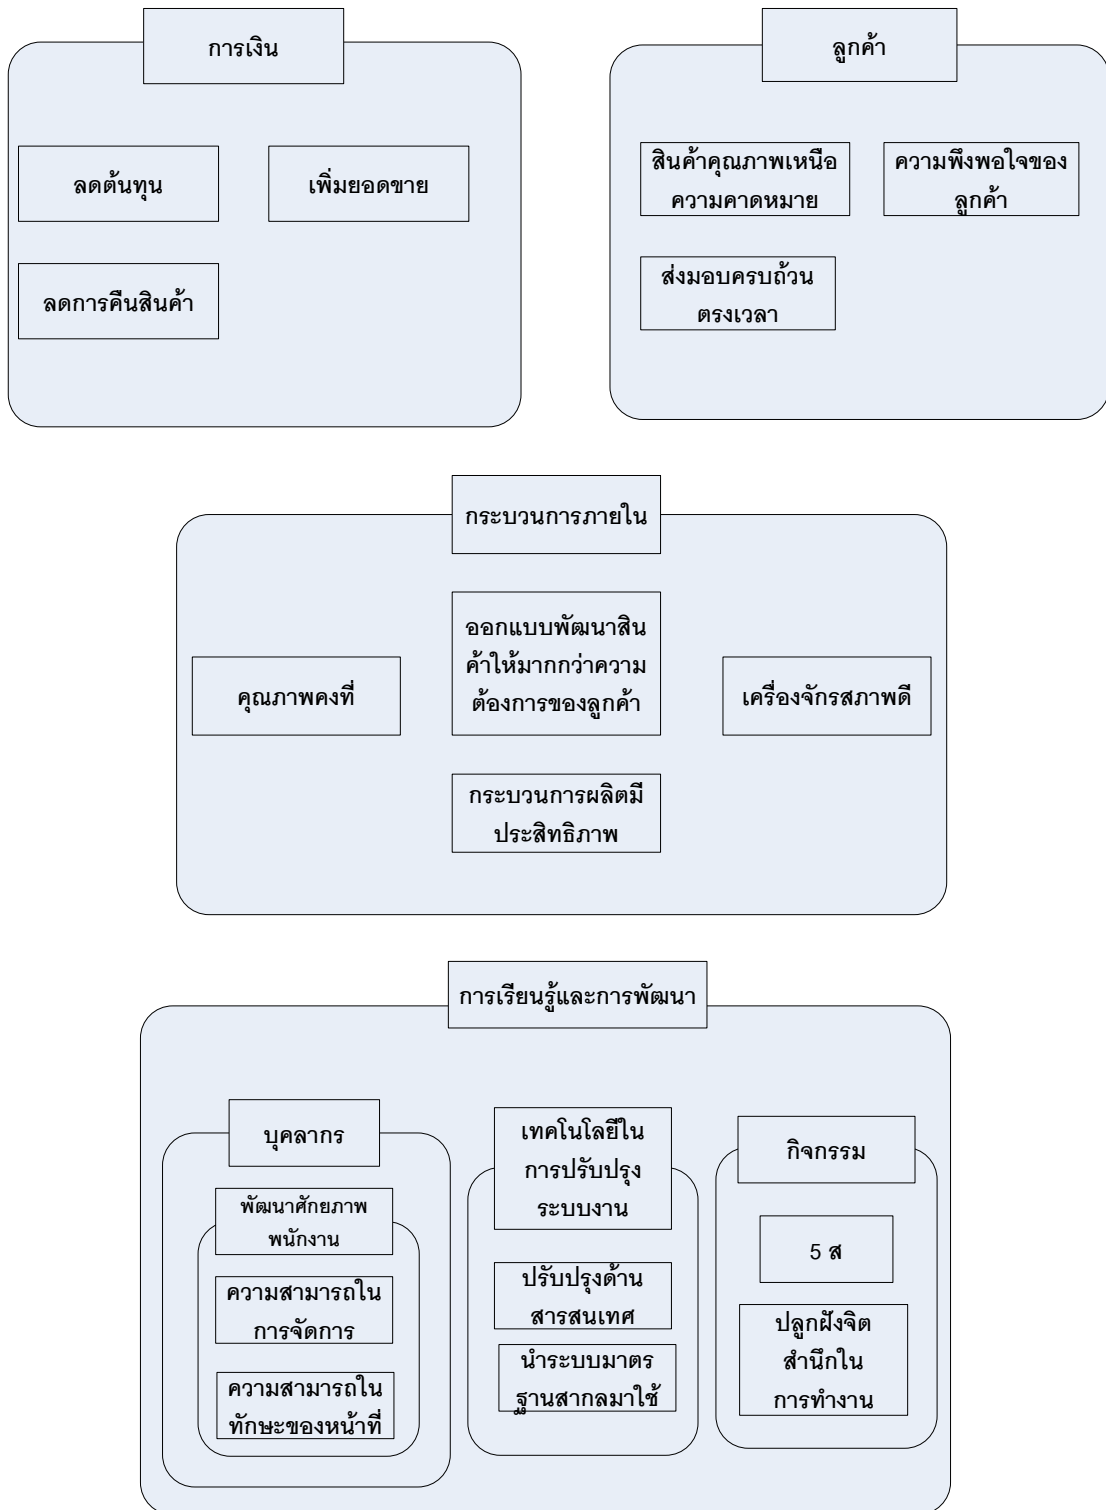 การเงิน
ลูกค้า
ลดต้นทุน
เพิ่มยอดขาย
ลดการคืนสินค้า
สินค้าคุณภาพเหนือ
ความคาดหมาย
ความพึงพอใจของ
ลูกค้า
ส่งมอบครบถ้วน
ตรงเวลา
กระบวนการภายใน
คุณภาพคงที่
ออกแบบพัฒนาสิน
ค้าให้มากกว่าความ
ต้องการของลูกค้า
เครื่องจักรสภาพดี
กระบวนการผลิตมี
ประสิทธิภาพ
การเรียนรู้และการพัฒนา
บุคลากร
พัฒนาศักยภาพ
พนักงาน
ความสามารถใน
การจัดการ
ความสามารถใน
ทักษะของหน้าที่
เทคโนโลยีใน
การปรับปรุง
ระบบงาน
ปรับปรุงด้าน
สารสนเทศ
นำระบบมาตร
ฐานสากลมาใช้
กิจกรรม
5 ส
ปลูกฝังจิต
สำนึกใน
การทำงาน